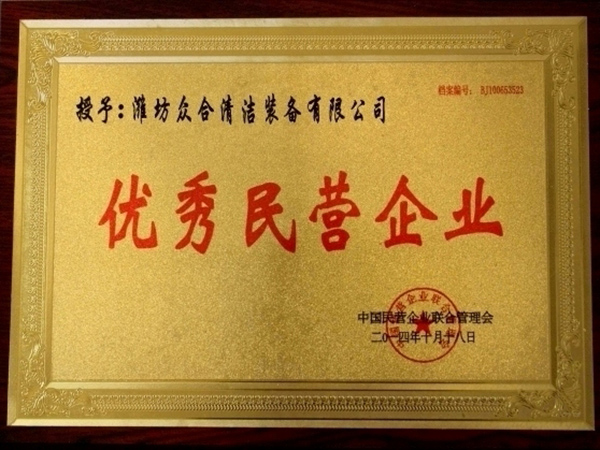 档案编号：BJ100653523
授予：潍坊众合清洁装备有限公司
优秀民营企业
中国民营企业联合管理会
二〇一四年十月十八日